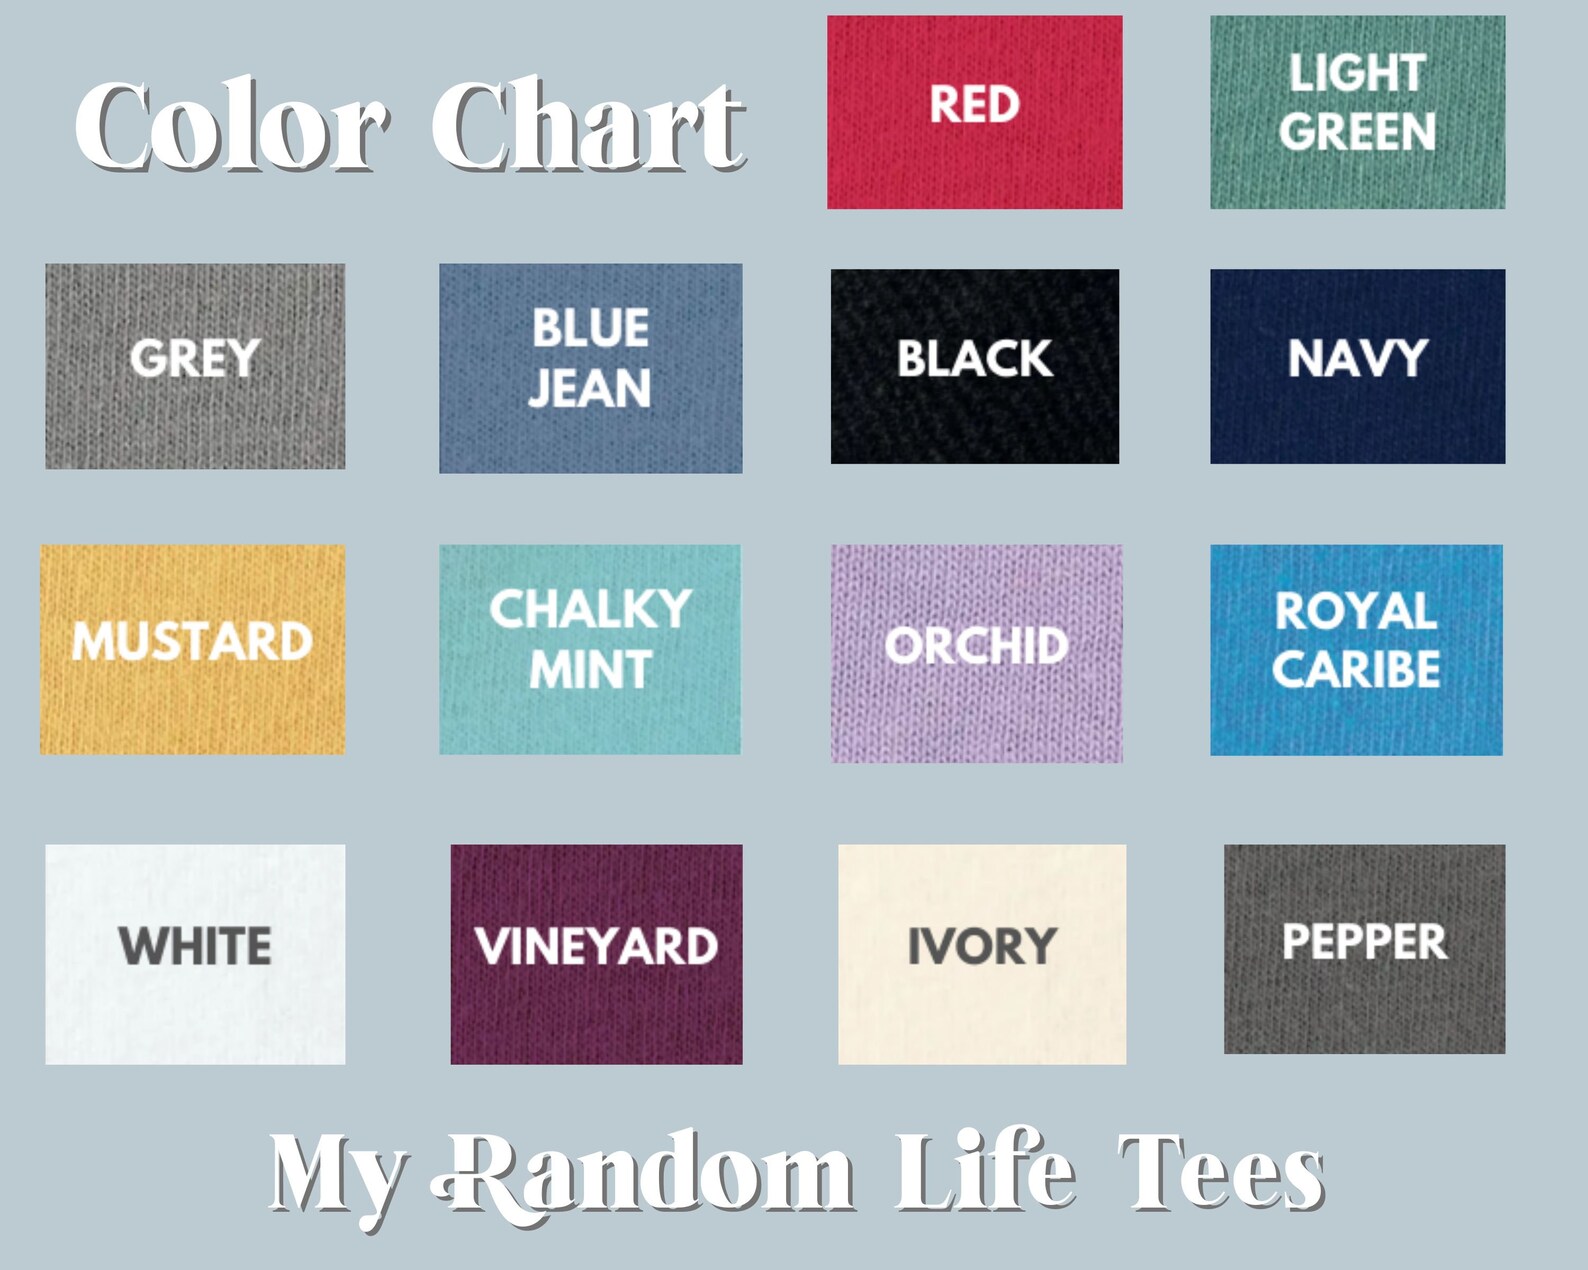 Color Chart
RED
LIGHT
GREEN
GREY
BLUE
JEAN
BLACK
NAVY
MUSTARD
CHALKY
MINT
ORCHID
ROYAL
CARIBE
WHITE
VINEYARD
IVORY
PEPPER
My Random Life Tees